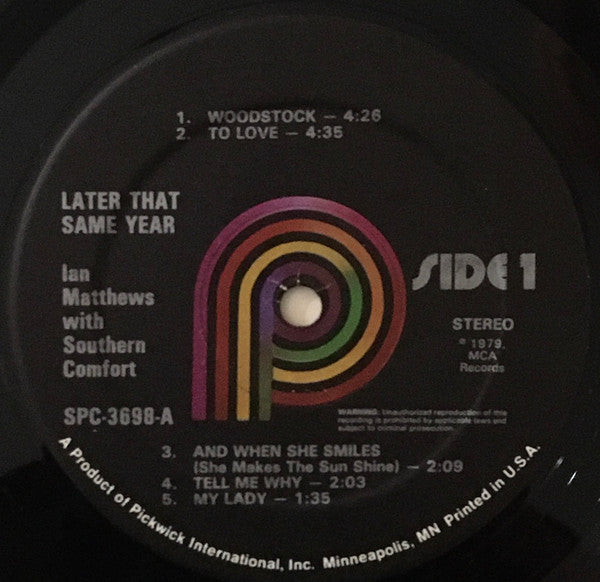 1. WOODSTOCK – 4:26
2. TO LOVE – 4:35
LATER THAT
SAME YEAR
Ian
Matthews
with
Southern
Comfort
SPC-3698-A
SIDE 1
STEREO
℗ 1979,
MCA
Records
WARNING: Unauthorized reproduction of this
recording is prohibited by applicable laws and
subject to criminal prosecution.
3. AND WHEN SHE SMILES
(She Makes The Sun Shine) – 2:09
4. TELL ME WHY – 2:03
5. MY LADY – 1:35
A Product of Pickwick International, Inc. Minneapolis, MN Printed in U.S.A.